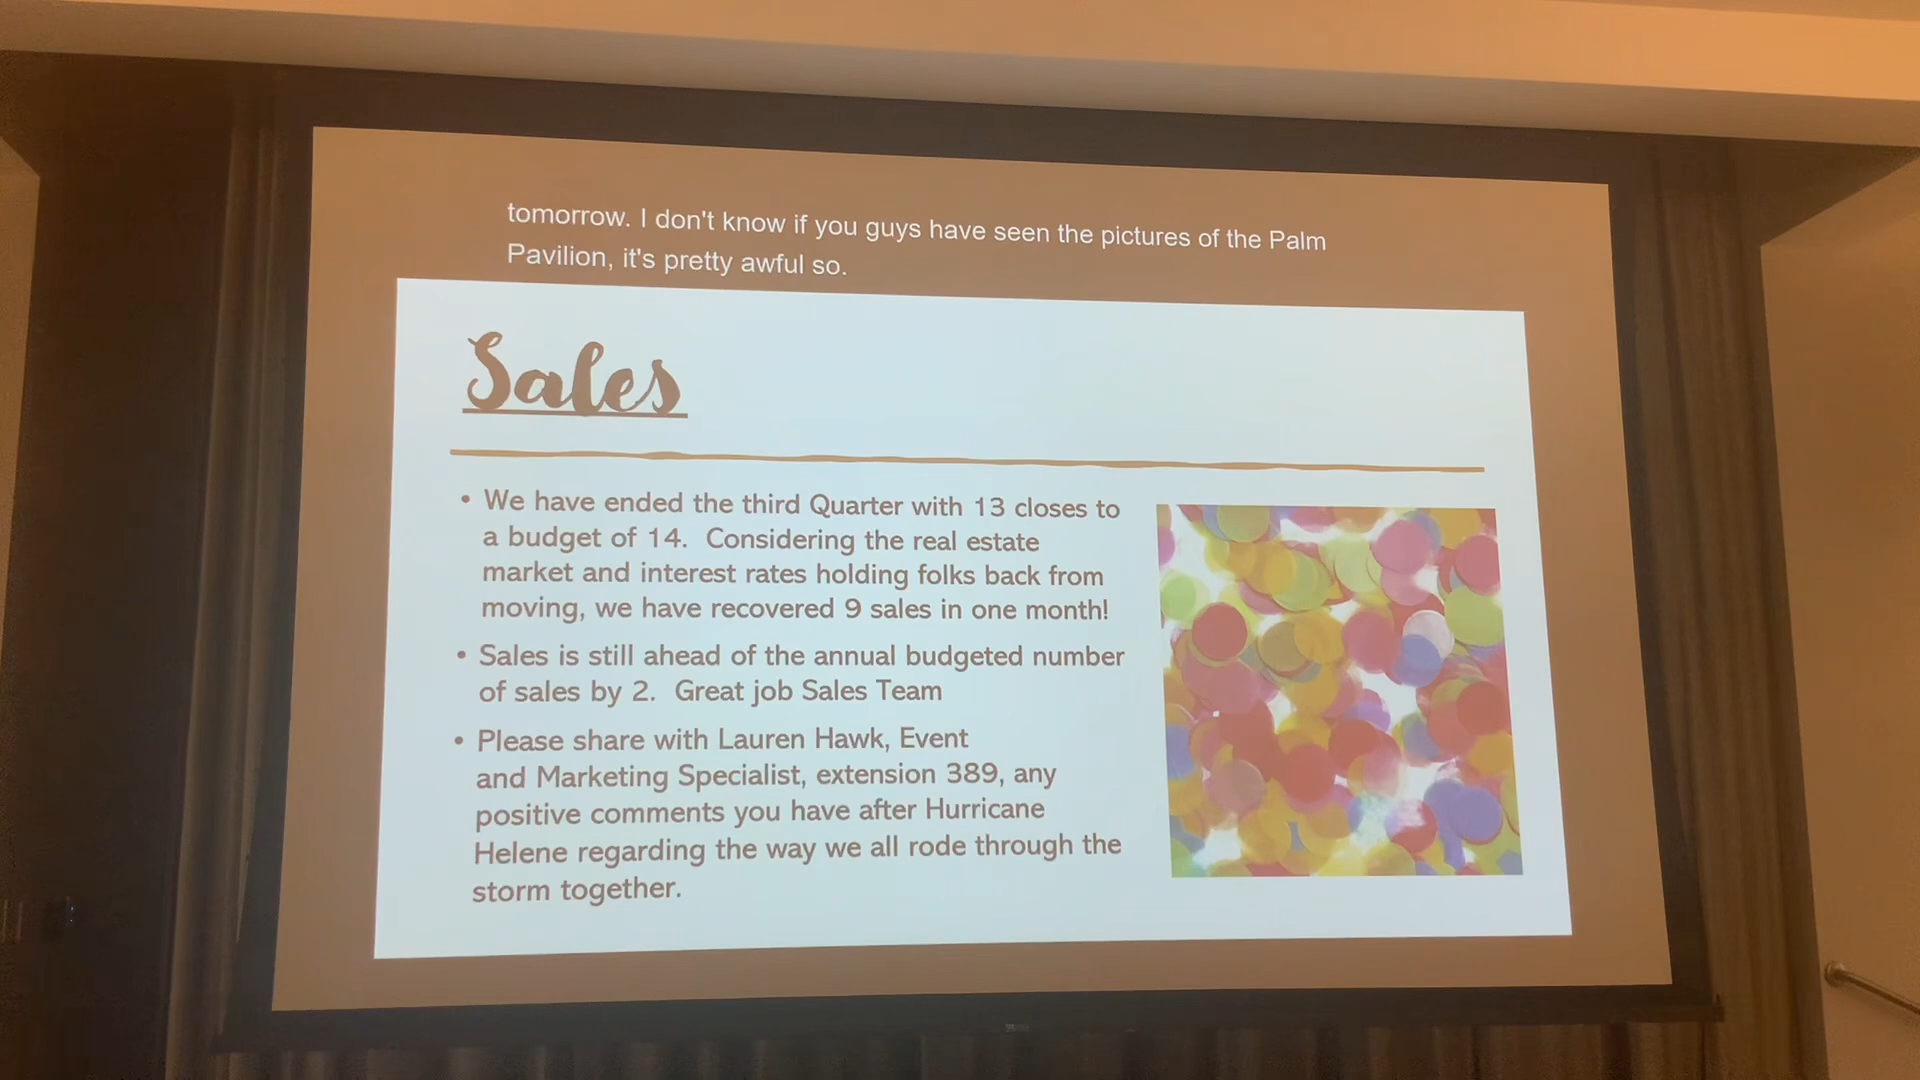 tomorrow. I don't know if you guys have seen the pictures of the Palm
Pavilion, it's pretty awful so.
Sales
• We have ended the third Quarter with 13 closes to
a budget of 14. Considering the real estate
market and interest rates holding folks back from
moving, we have recovered 9 sales in one month!
• Sales is still ahead of the annual budgeted number
of sales by 2. Great job Sales Team
• Please share with Lauren Hawk, Event
and Marketing Specialist, extension 389, any
positive comments you have after Hurricane
Helene regarding the way we all rode through the
storm together.